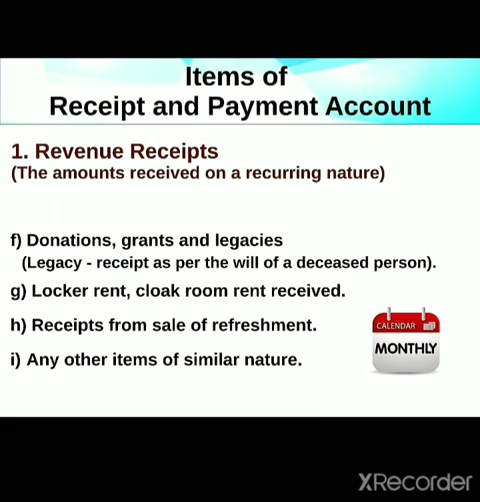 Items of
Receipt and Payment Account
1. Revenue Receipts
(The amounts received on a recurring nature)
f) Donations, grants and legacies
(Legacy - receipt as per the will of a deceased person).
g) Locker rent, cloak room rent received.
h) Receipts from sale of refreshment.
CALENDAR
MONTHLY
i) Any other items of similar nature.
XRecorder